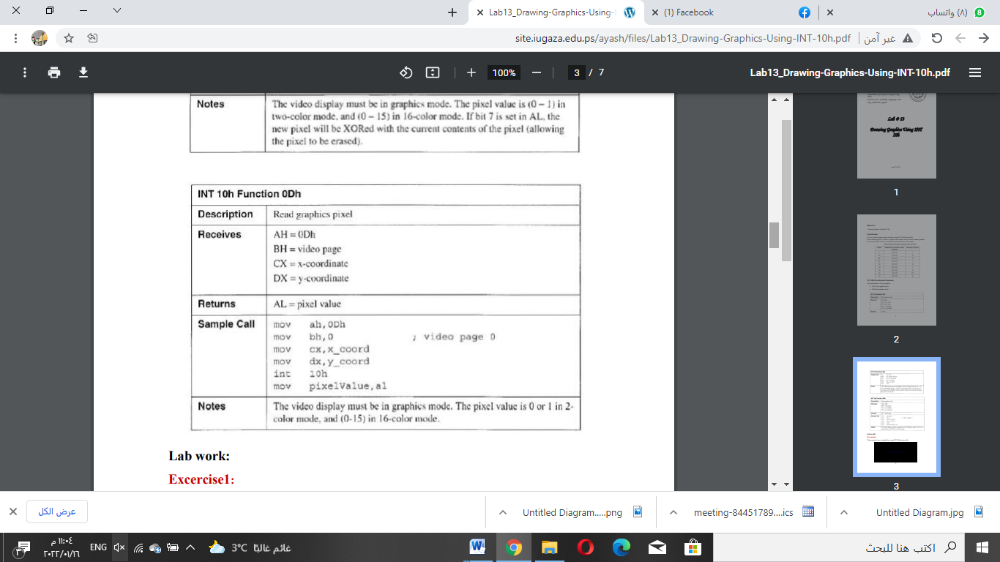 Lab13_Drawing-Graphics-Using-
(1) Facebook
(٨) واتساب
8
site.iugaza.edu.ps/ayash/files/Lab13_Drawing-Graphics-Using-INT-10h.pdf
غير آمن
100%
3 / 7
Lab13_Drawing-Graphics-Using-INT-10h.pdf
Notes
The video display must be in graphics mode. The pixel value is (0 – 1) in
two-color mode, and (0 – 15) in 16-color mode. If bit 7 is set in AL, the
new pixel will be XORed with the current contents of the pixel (allowing
the pixel to be erased).
INT 10h Function 0Dh
Description
Read graphics pixel
Receives
AH = 0Dh
BH = video page
CX = x-coordinate
DX = y-coordinate
Returns
AL = pixel value
Sample Call
mov ah,0Dh
mov bh,0 ; video page 0
mov cx,x_coord
mov dx,y_coord
int 10h
mov pixelValue,al
Notes
The video display must be in graphics mode. The pixel value is 0 or 1 in 2-
color mode, and (0-15) in 16-color mode.
Lab work:
Excercise1:
Lab # 13
Drawing Graphics Using INT
10h
1
2
3
عرض الكل
Untitled Diagram.....png
meeting-84451789....ics
Untitled Diagram.jpg
١١:٠٤ م
٢٠٢٢/٠١/١٦
٣
ENG
3°C غائم غالبًا
اكتب هنا للبحث